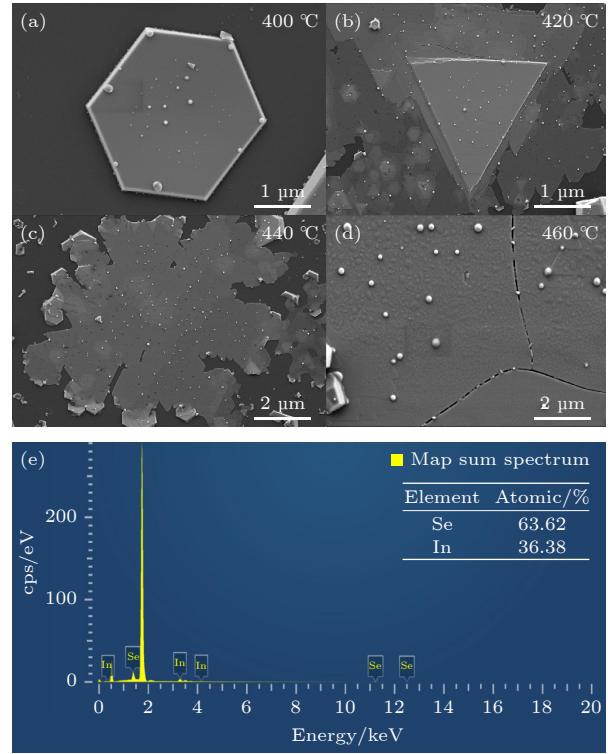 (a) 400 ℃
1 μm
(b) 420 ℃
1 μm
(c) 440 ℃
2 μm
(d) 460 ℃
2 μm
(e)
Map sum spectrum
Element Atomic/%
Se 63.62
In 36.38
cps/eV
200
100
0
In Se In In Se Se
0 2 4 6 8 10 12 14 16 18 20
Energy/keV